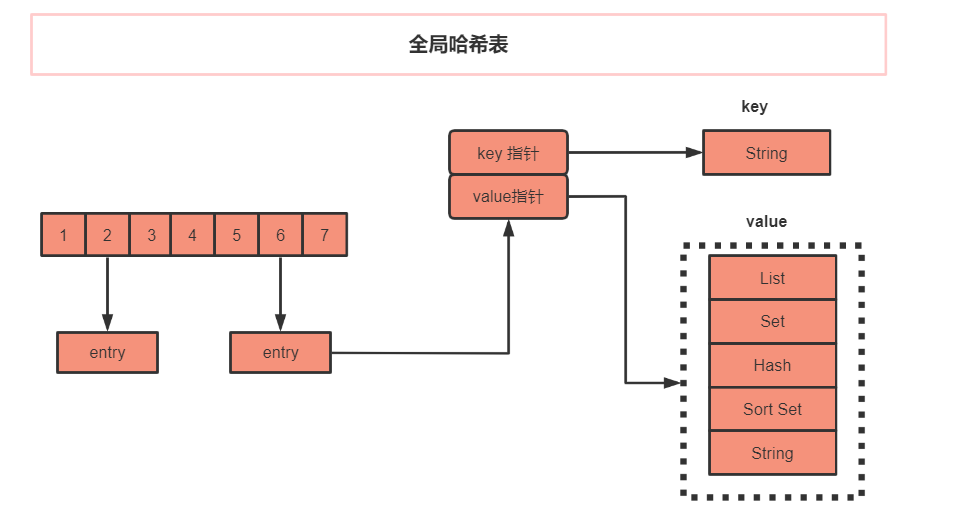 全局哈希表
key
key 指针
String
value指针
value
1
2
3
4
5
6
7
List
Set
Hash
Sort Set
String
entry
entry